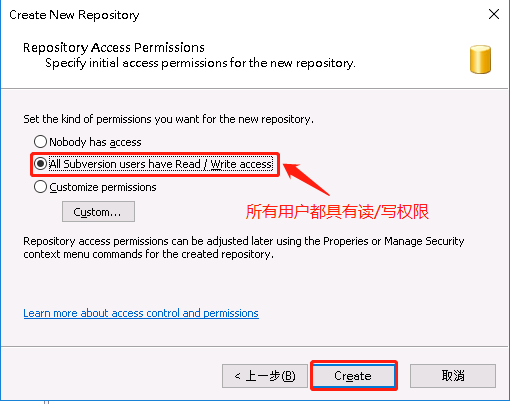 Create New Repository
Repository Access Permissions
Specify initial access permissions for the new repository.
Set the kind of permissions you want for the new repository.
Nobody has access
All Subversion users have Read / Write access
Customize permissions
Custom...
所有用户都具有读/写权限
Repository access permissions can be adjusted later using the Properies or Manage Security
context menu commands for the created repository.
Learn more about access control and permissions
< 上一步(B)
Create
取消